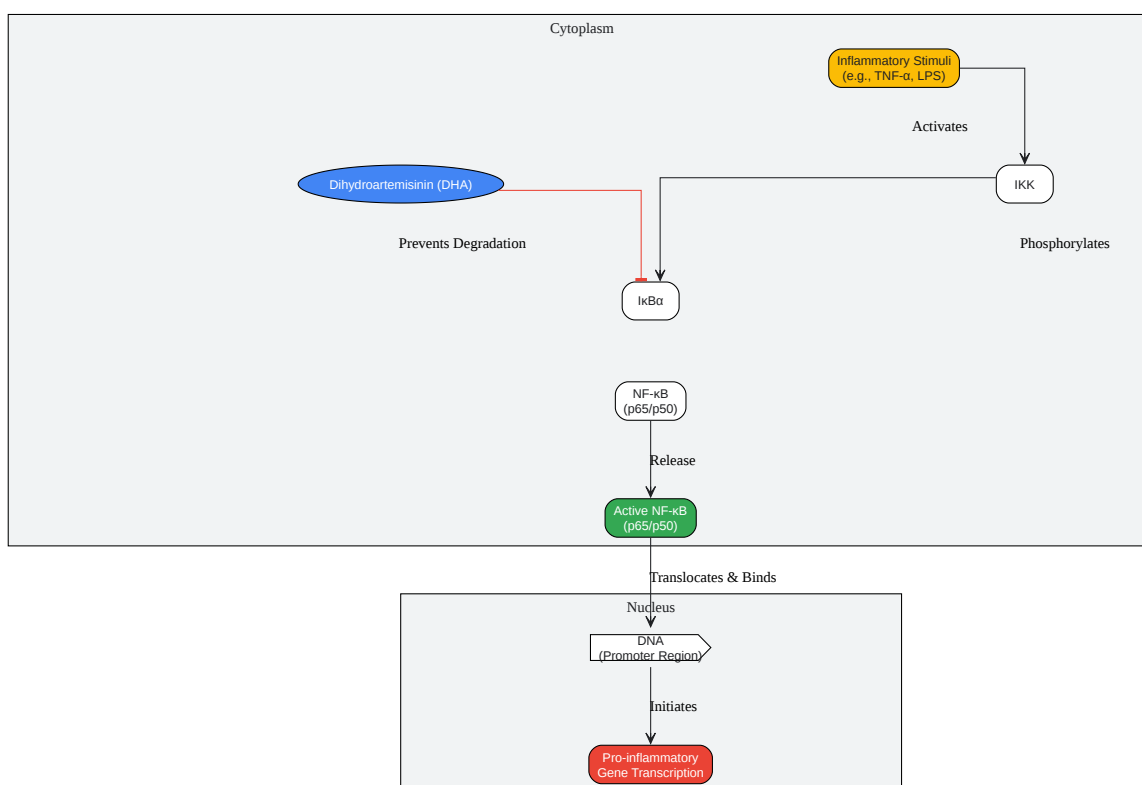 Cytoplasm
Inflammatory Stimuli
(e.g., TNF-α, LPS)
Activates
Dihydroartemisinin (DHA)
IKK
Prevents Degradation
Phosphorylates
IκBα
NF-κB
(p65/p50)
Release
Active NF-κB
(p65/p50)
Translocates & Binds
Nucleus
DNA
(Promoter Region)
Initiates
Pro-inflammatory
Gene Transcription